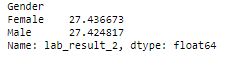 Gender
Female    27.436673
Male      27.424817
Name: lab_result_2, dtype: float64